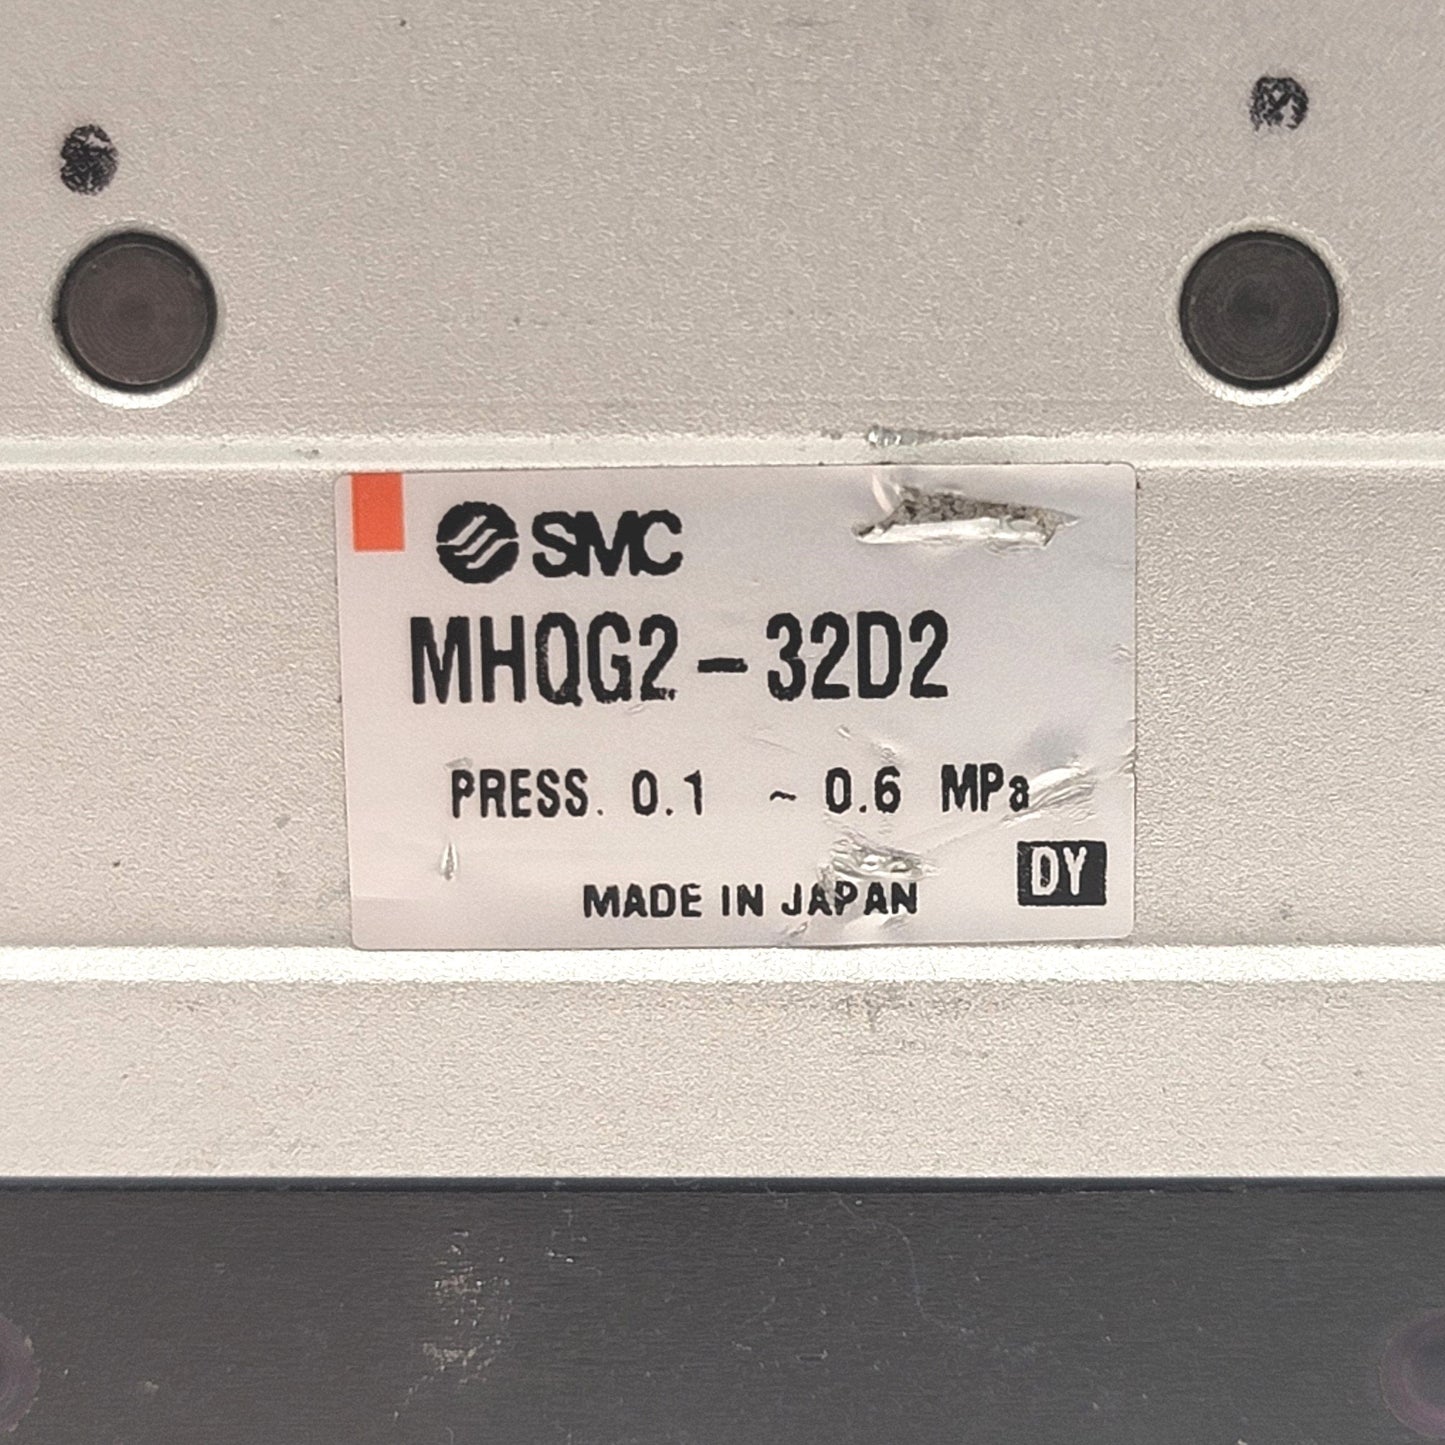 SMC
MHQG2-32D2
PRESS. 0.1 ~ 0.6 MPa
MADE IN JAPAN
DY